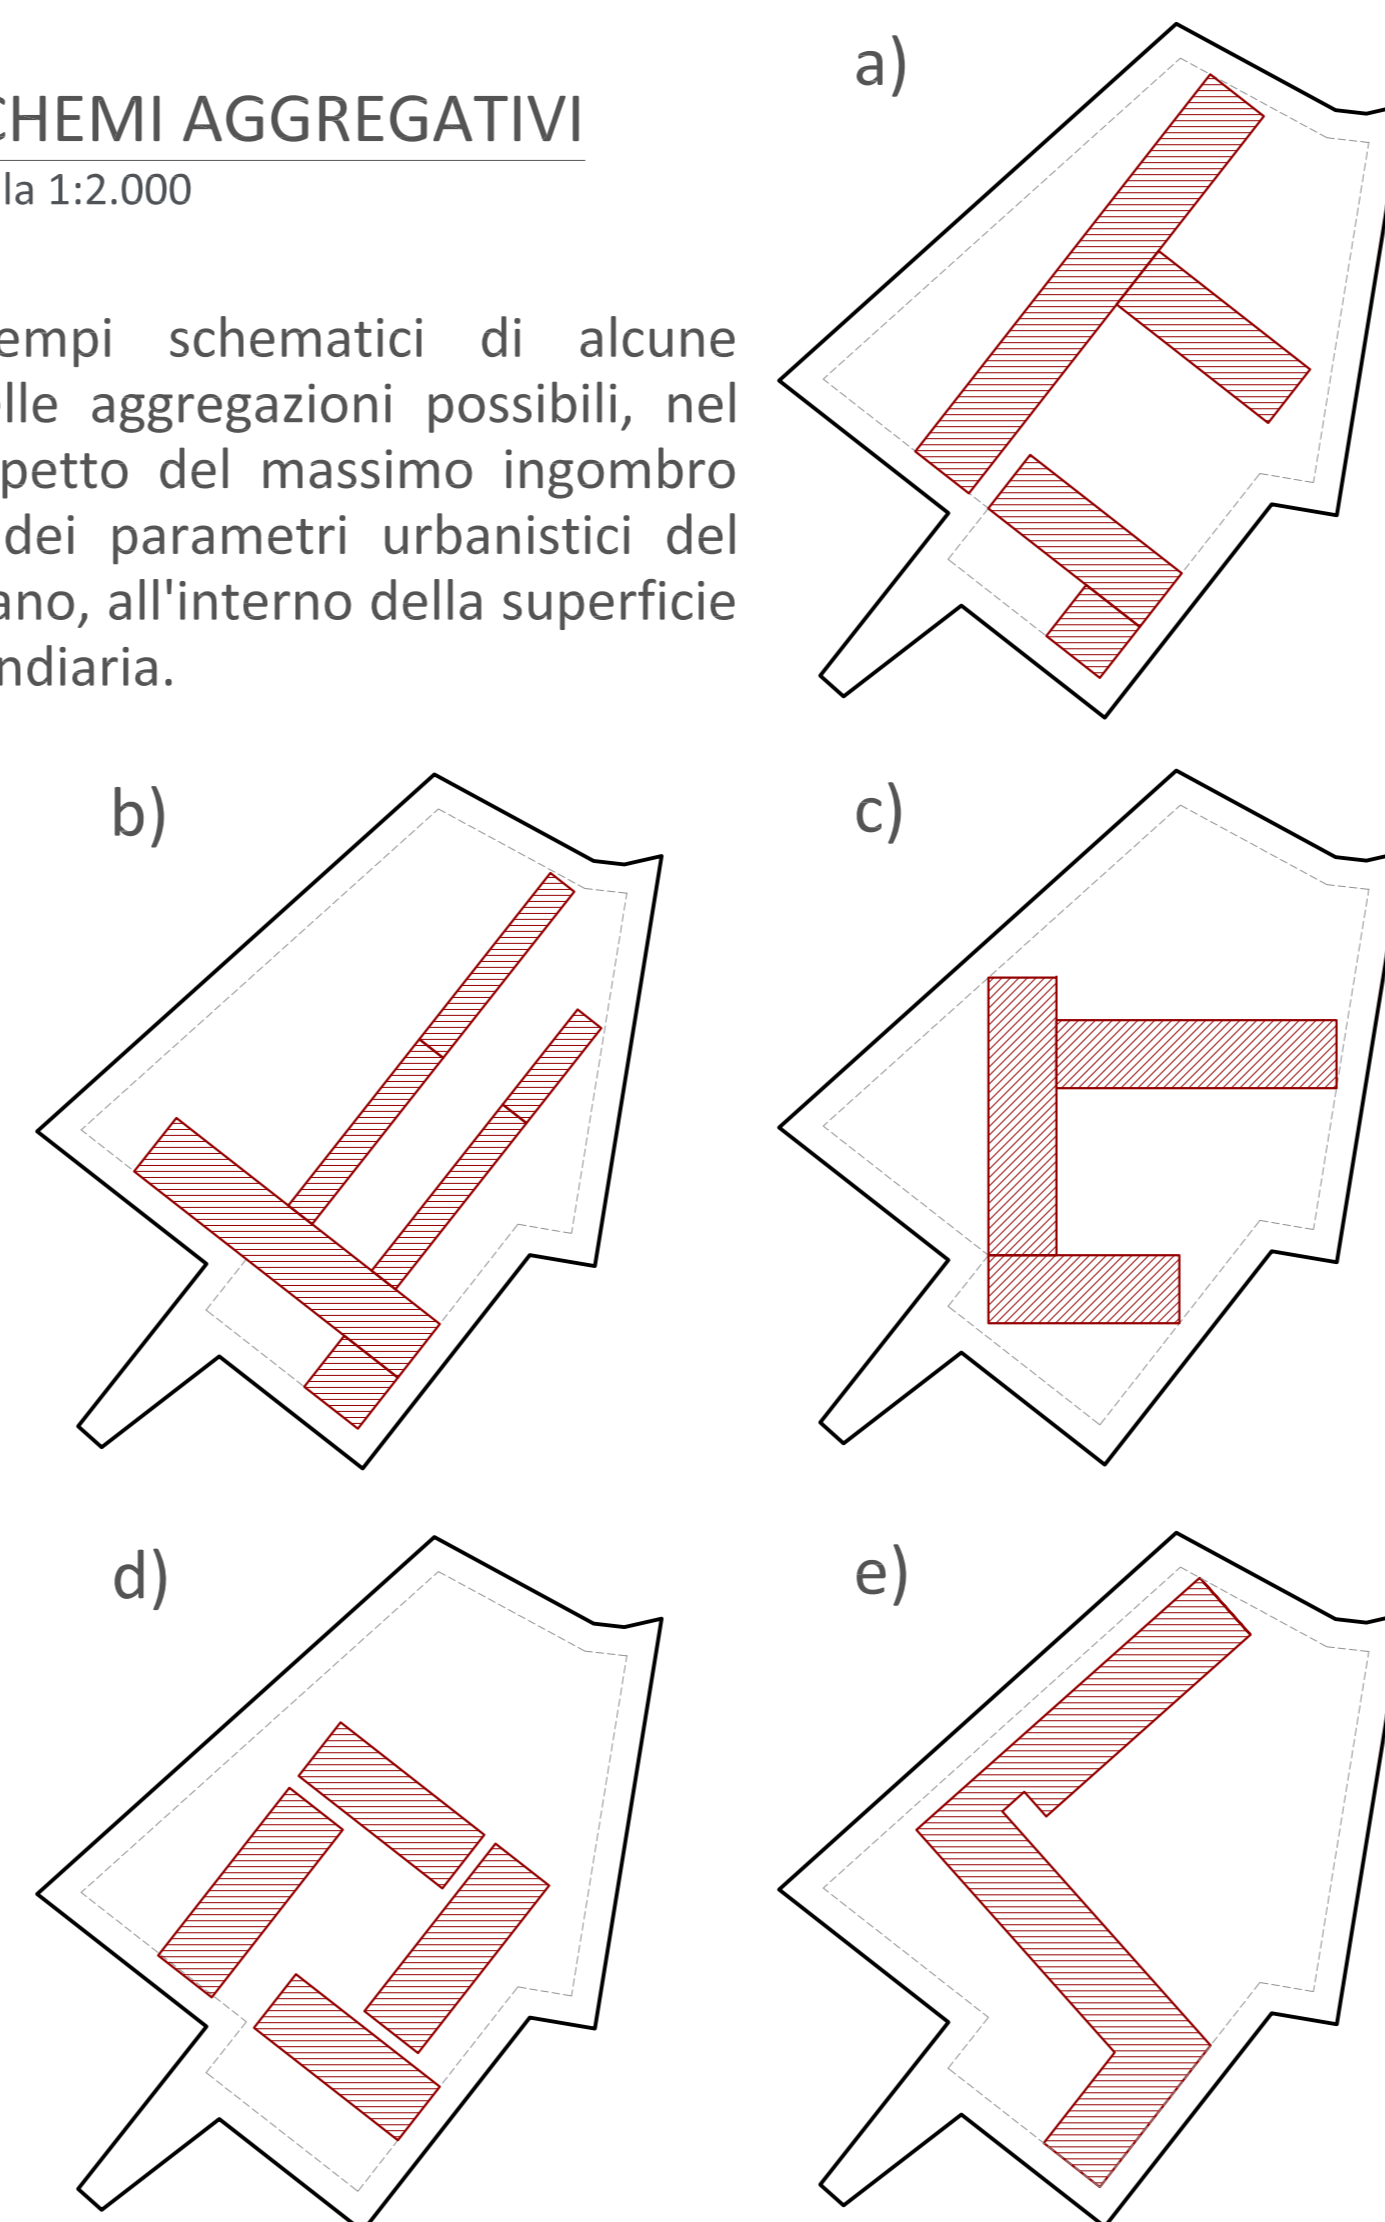 CHEMI AGGREGATIVI
la 1:2.000
empi schematici di alcune
elle aggregazioni possibili, nel
petto del massimo ingombro
dei parametri urbanistici del
ano, all'interno della superficie
ndiaria.
a)
b)
c)
d)
e)